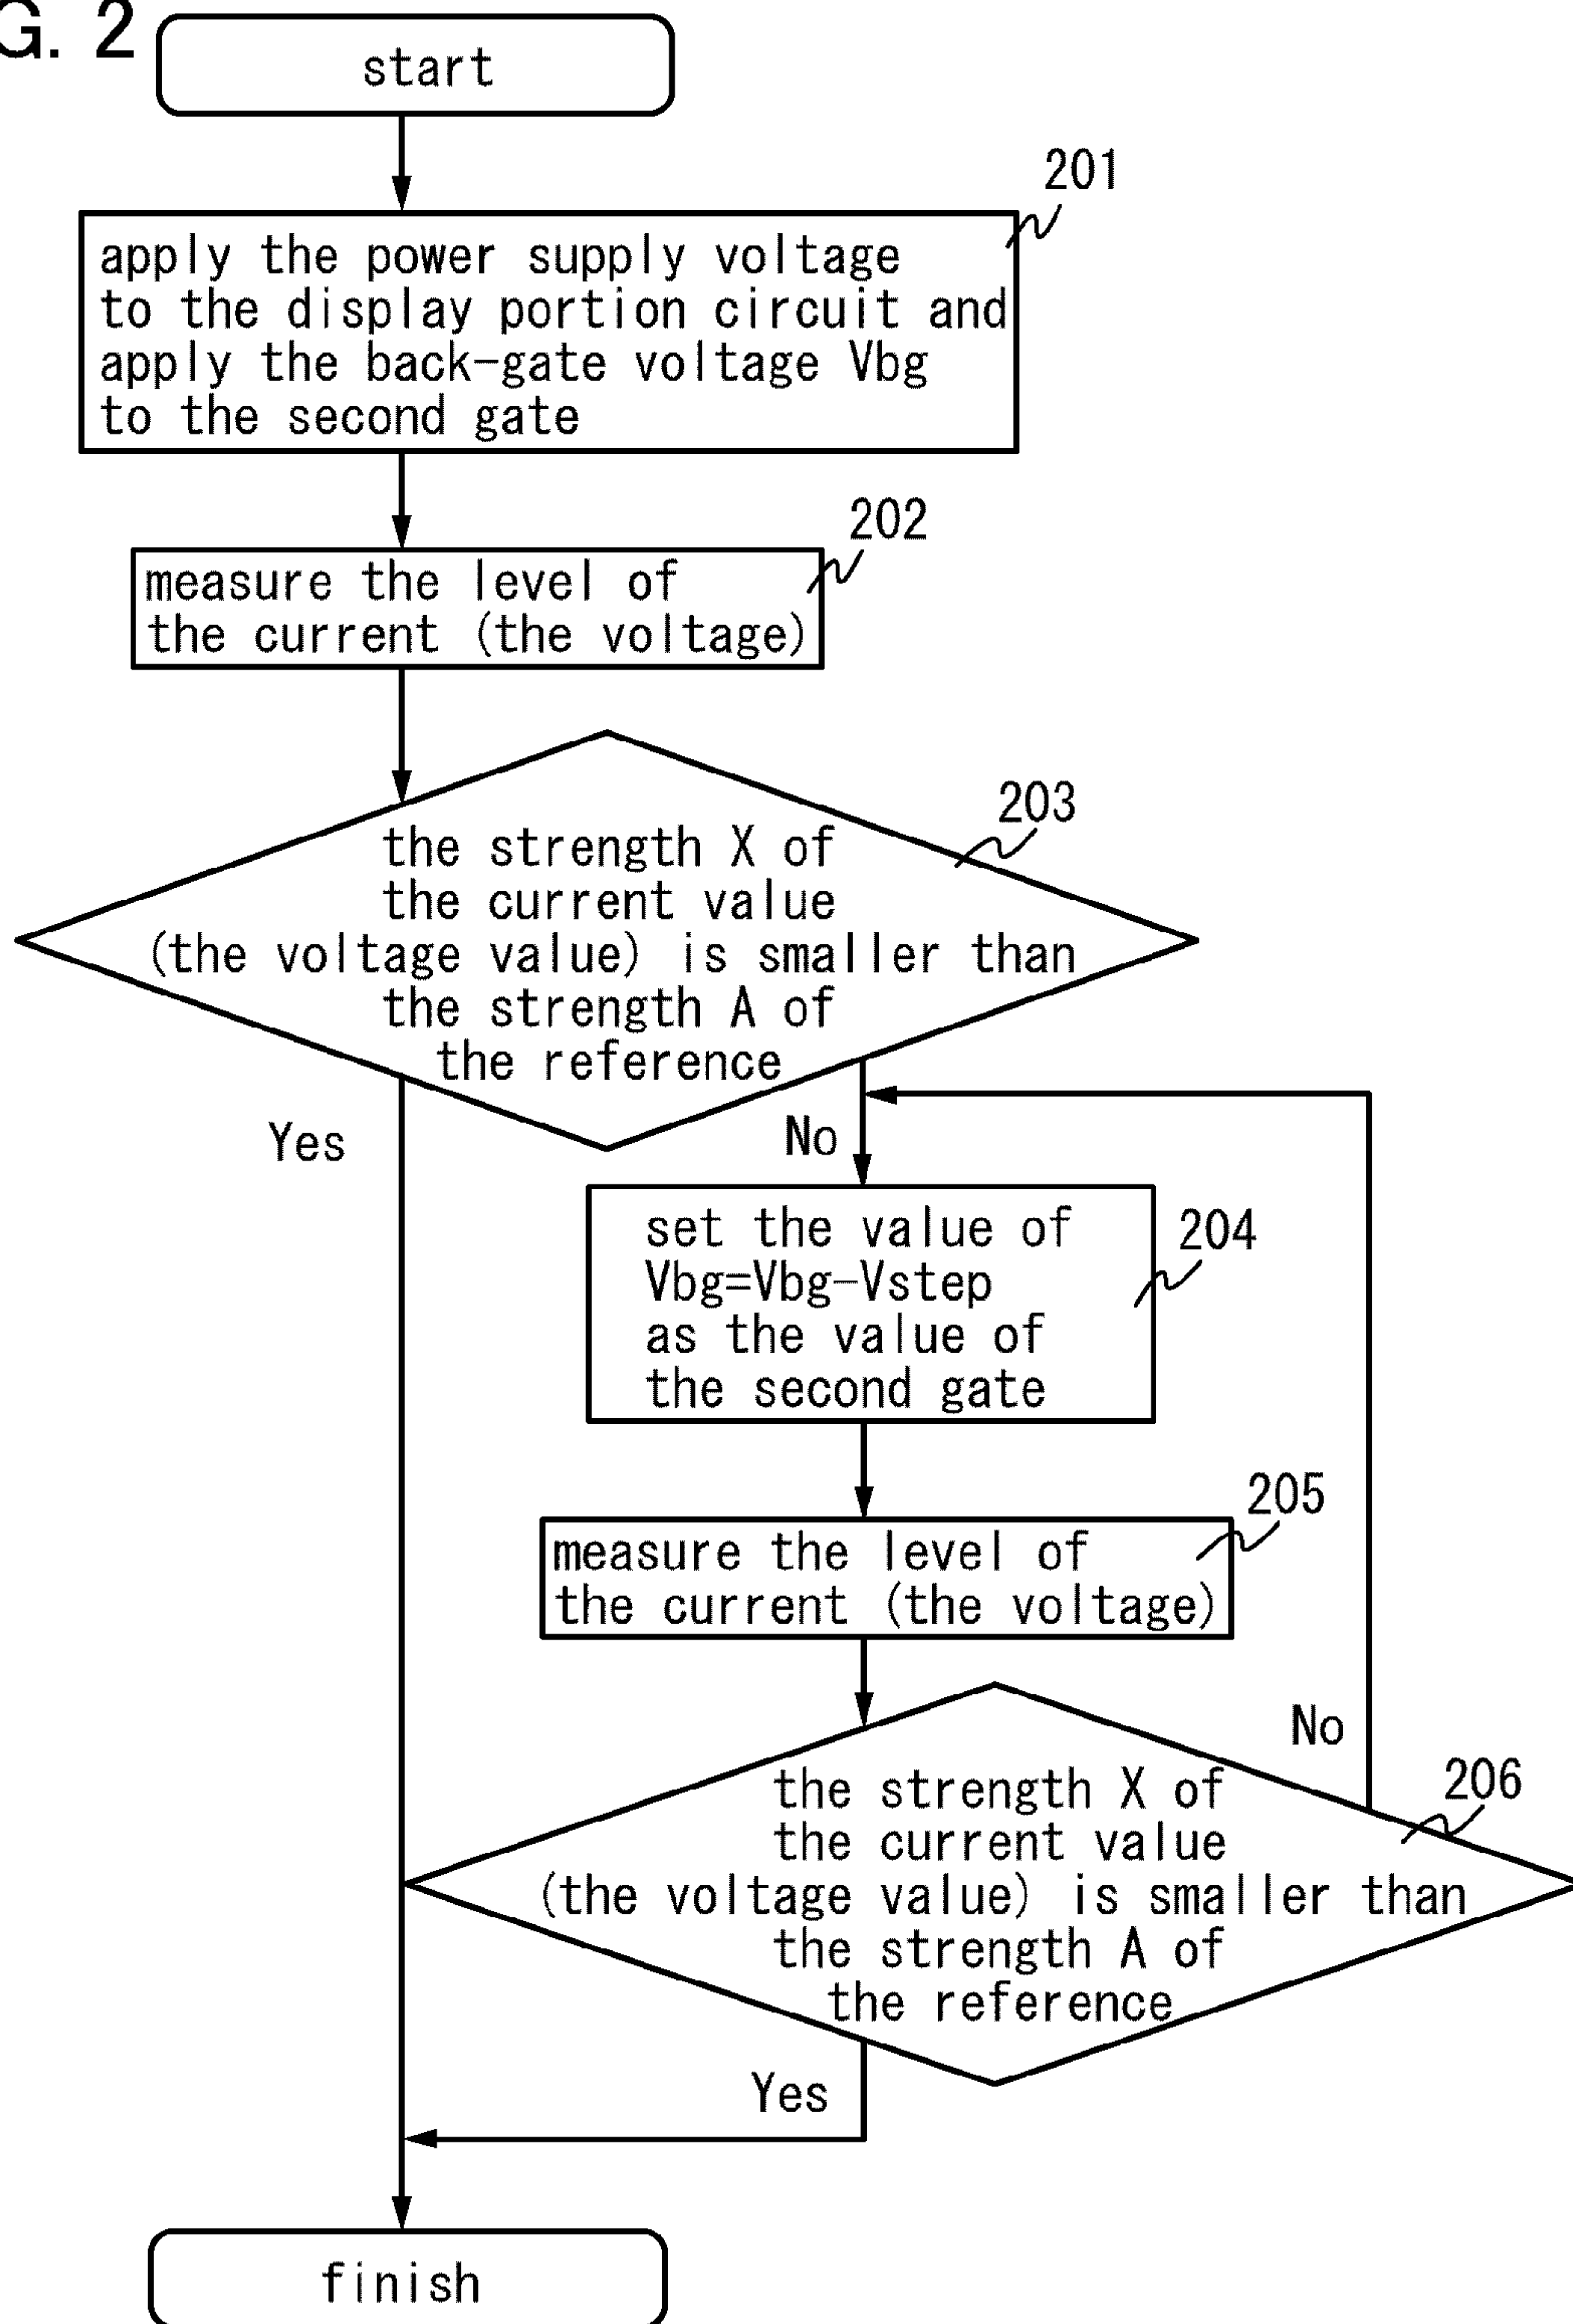 G. 2
start
201
apply the power supply voltage
to the display portion circuit and
apply the back-gate voltage Vbg
to the second gate
202
measure the level of
the current (the voltage)
203
the strength X of
the current value
(the voltage value) is smaller than
the strength A of
the reference
Yes
No
204
set the value of
Vbg=Vbg-Vstep
as the value of
the second gate
205
measure the level of
the current (the voltage)
No
206
the strength X of
the current value
(the voltage value) is smaller than
the strength A of
the reference
Yes
finish